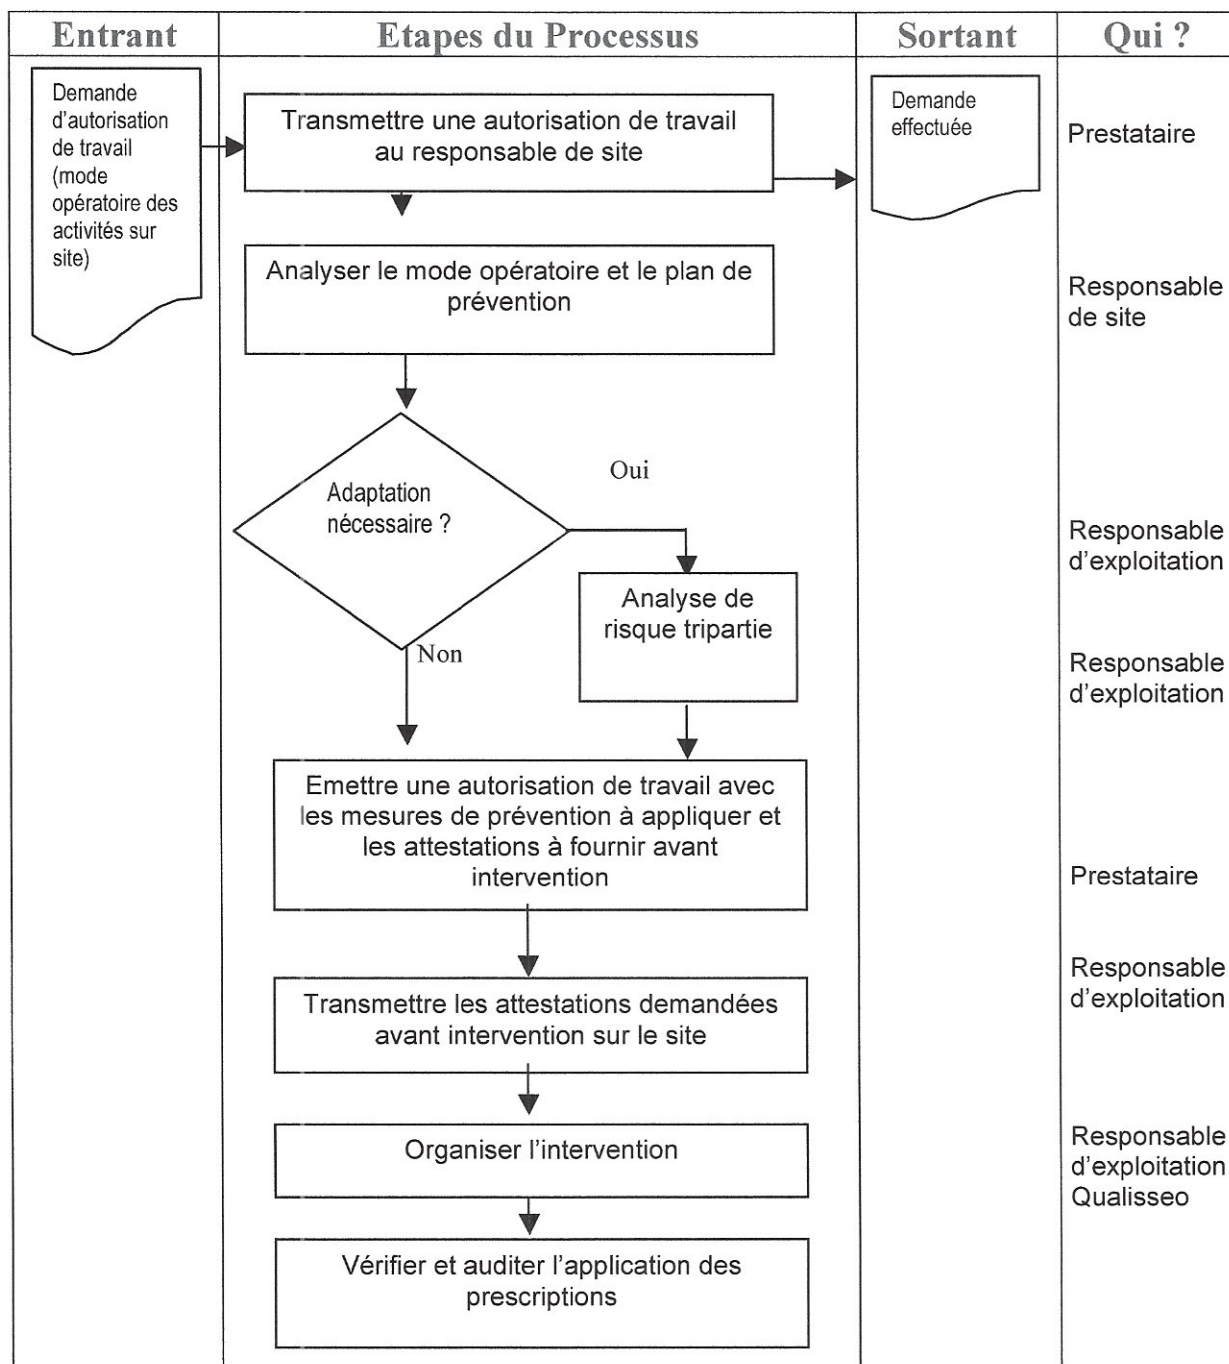 Entrant
Etapes du Processus
Sortant
Qui ?
Demande
d'autorisation
de travail
(mode
opératoire des
activités sur
site)
Transmettre une autorisation de travail
au responsable de site
Demande
effectuée
Prestataire
Analyser le mode opératoire et le plan de
prévention
Responsable
de site
Adaptation
nécessaire ?
Oui
Non
Responsable
d'exploitation
Analyse de
risque tripartie
Responsable
d'exploitation
Emettre une autorisation de travail avec
les mesures de prévention à appliquer et
les attestations à fournir avant
intervention
Prestataire
Transmettre les attestations demandées
avant intervention sur le site
Responsable
d'exploitation
Organiser l'intervention
Responsable
d'exploitation
Qualisseo
Vérifier et auditer l'application des
prescriptions